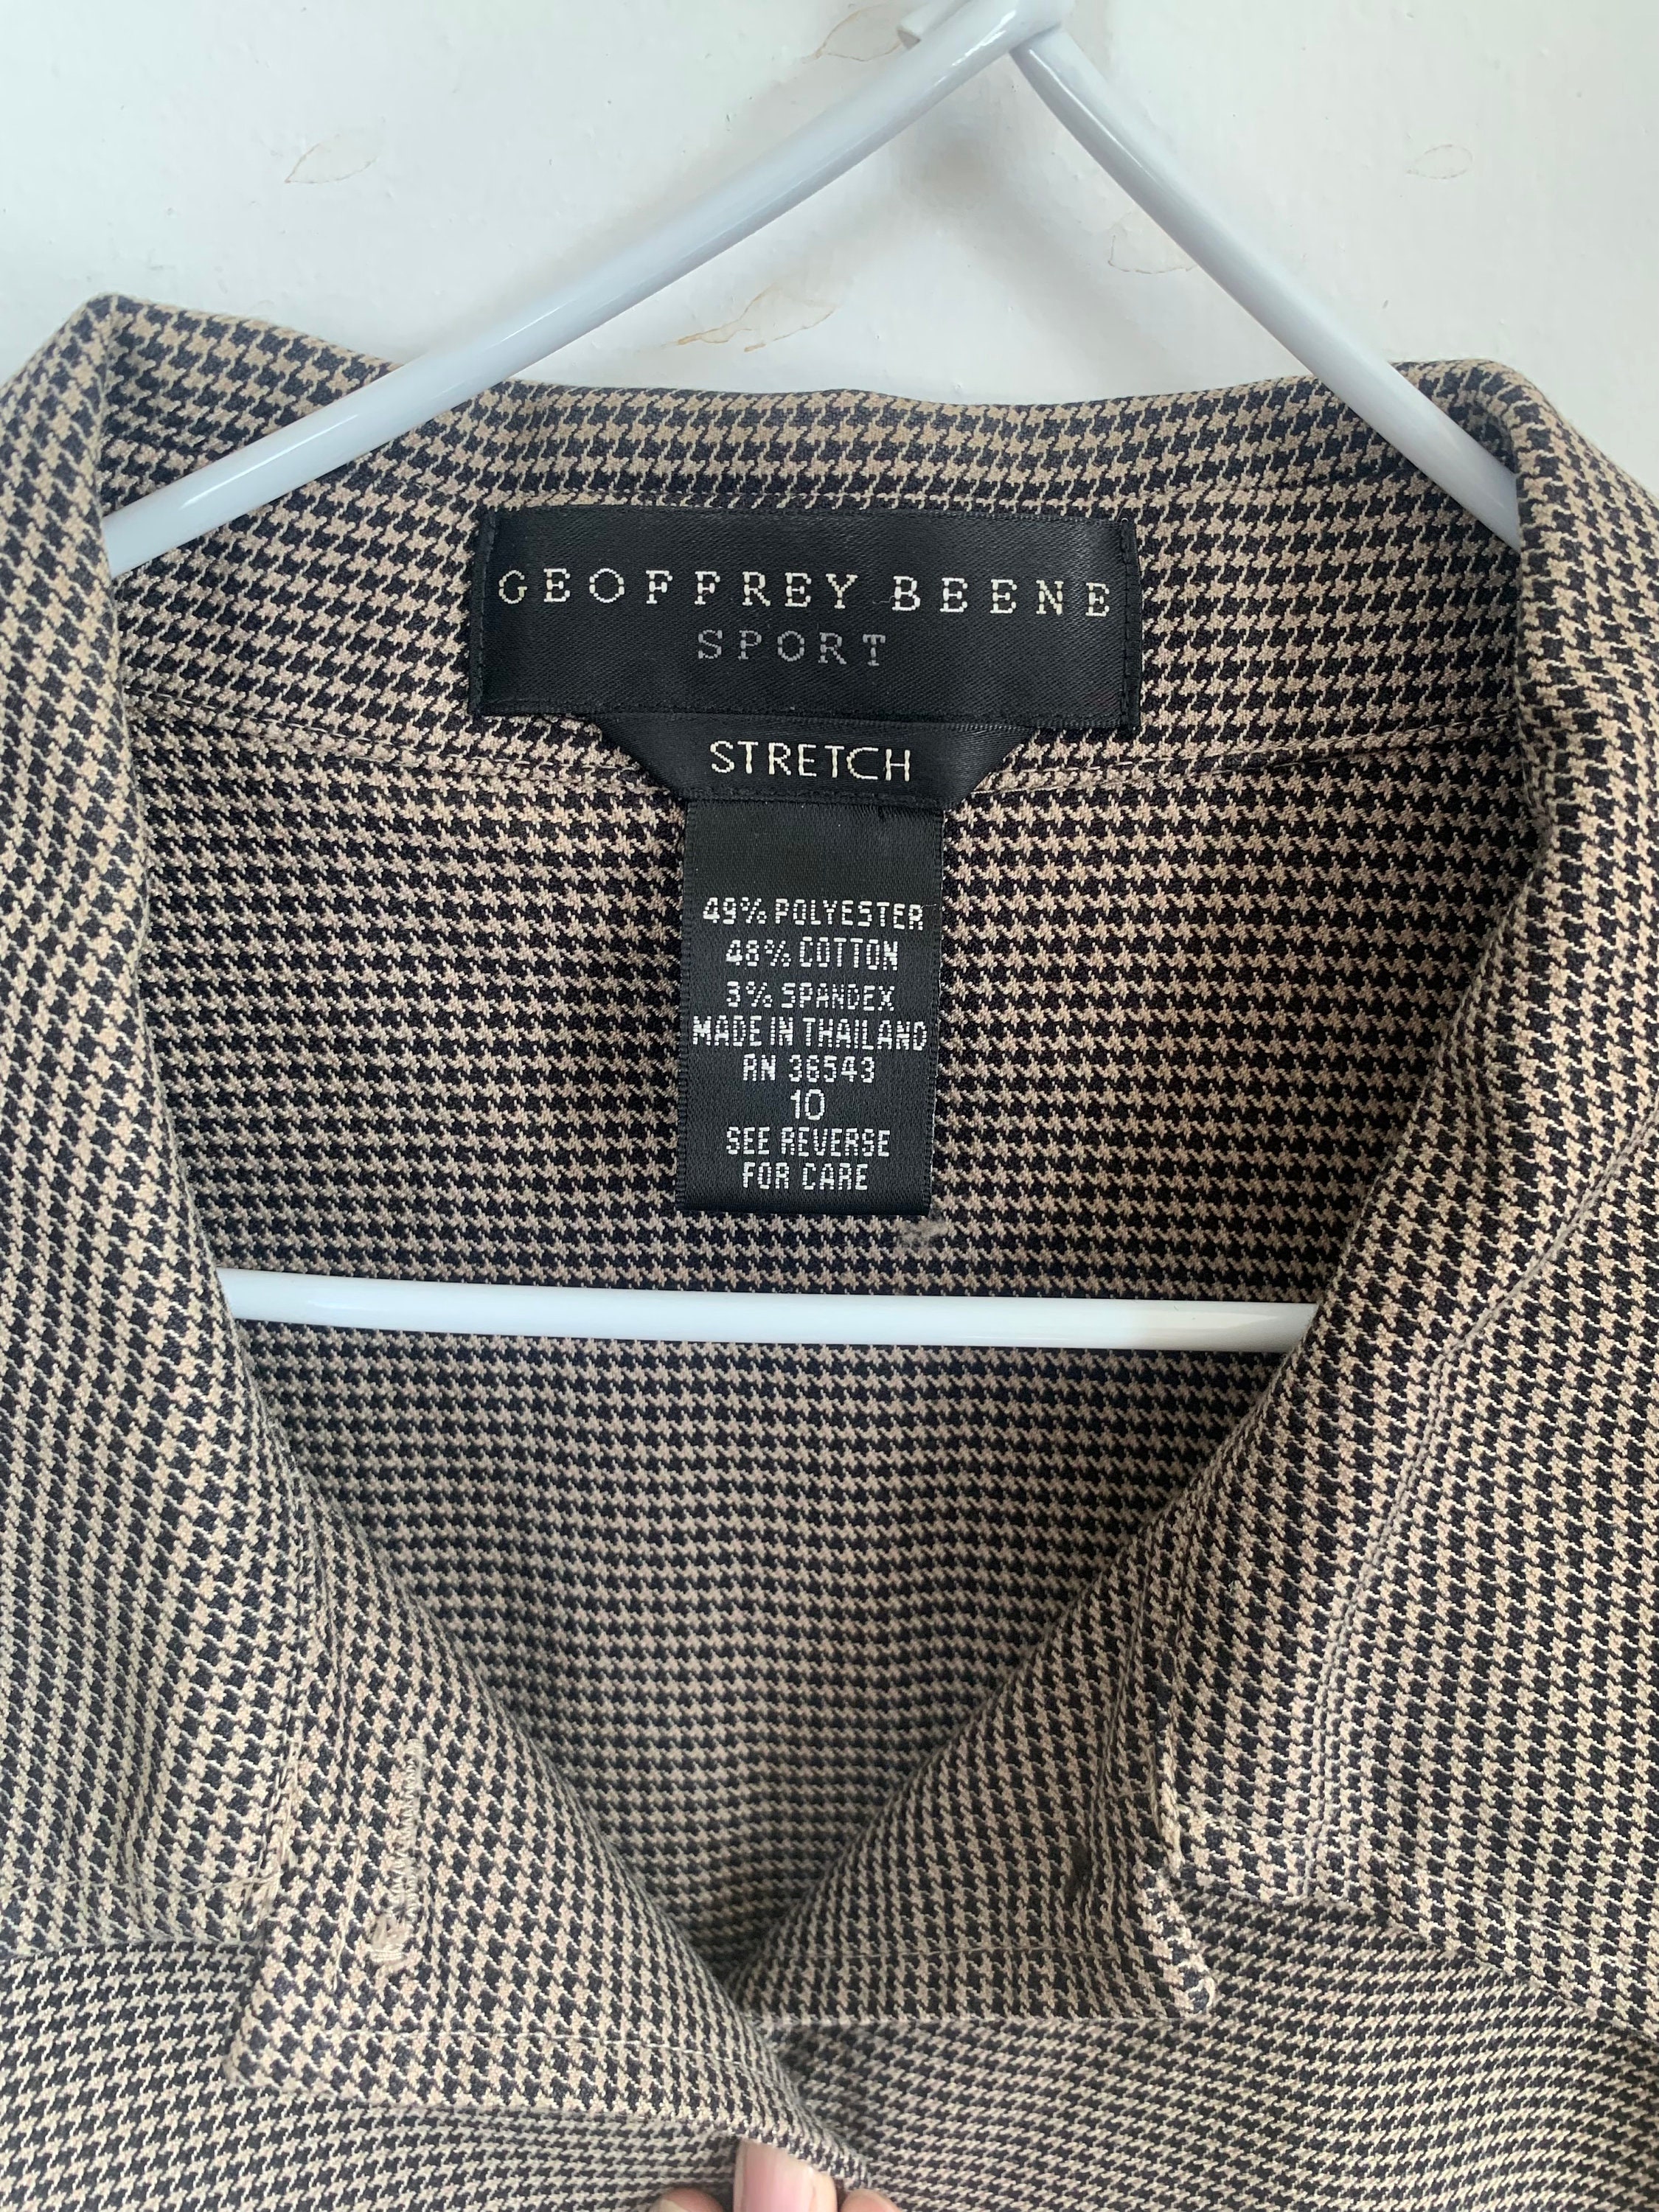 GEOFFREY BEENE
SPORT
STRETCH
49% POLYESTER
48% COTTON
3% SPANDEX
MADE IN THAILAND
RN 36543
10
SEE REVERSE
FOR CARE